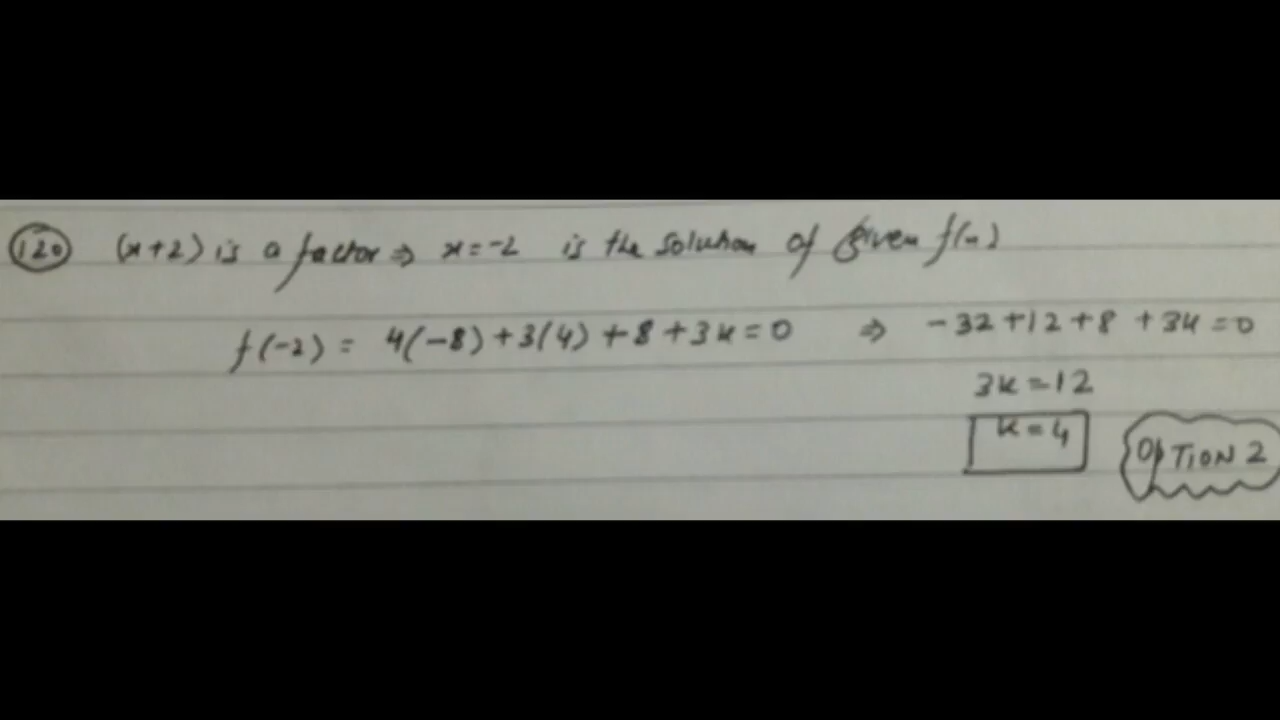 (120) (x+2) is a factor ⇒ x=-2 is the solution of given f(x)
f(-2) = 4(-8)+3(4)+8+3k=0 ⇒ -32+12+8+3k=0
3k=12
k=4
OPTION 2